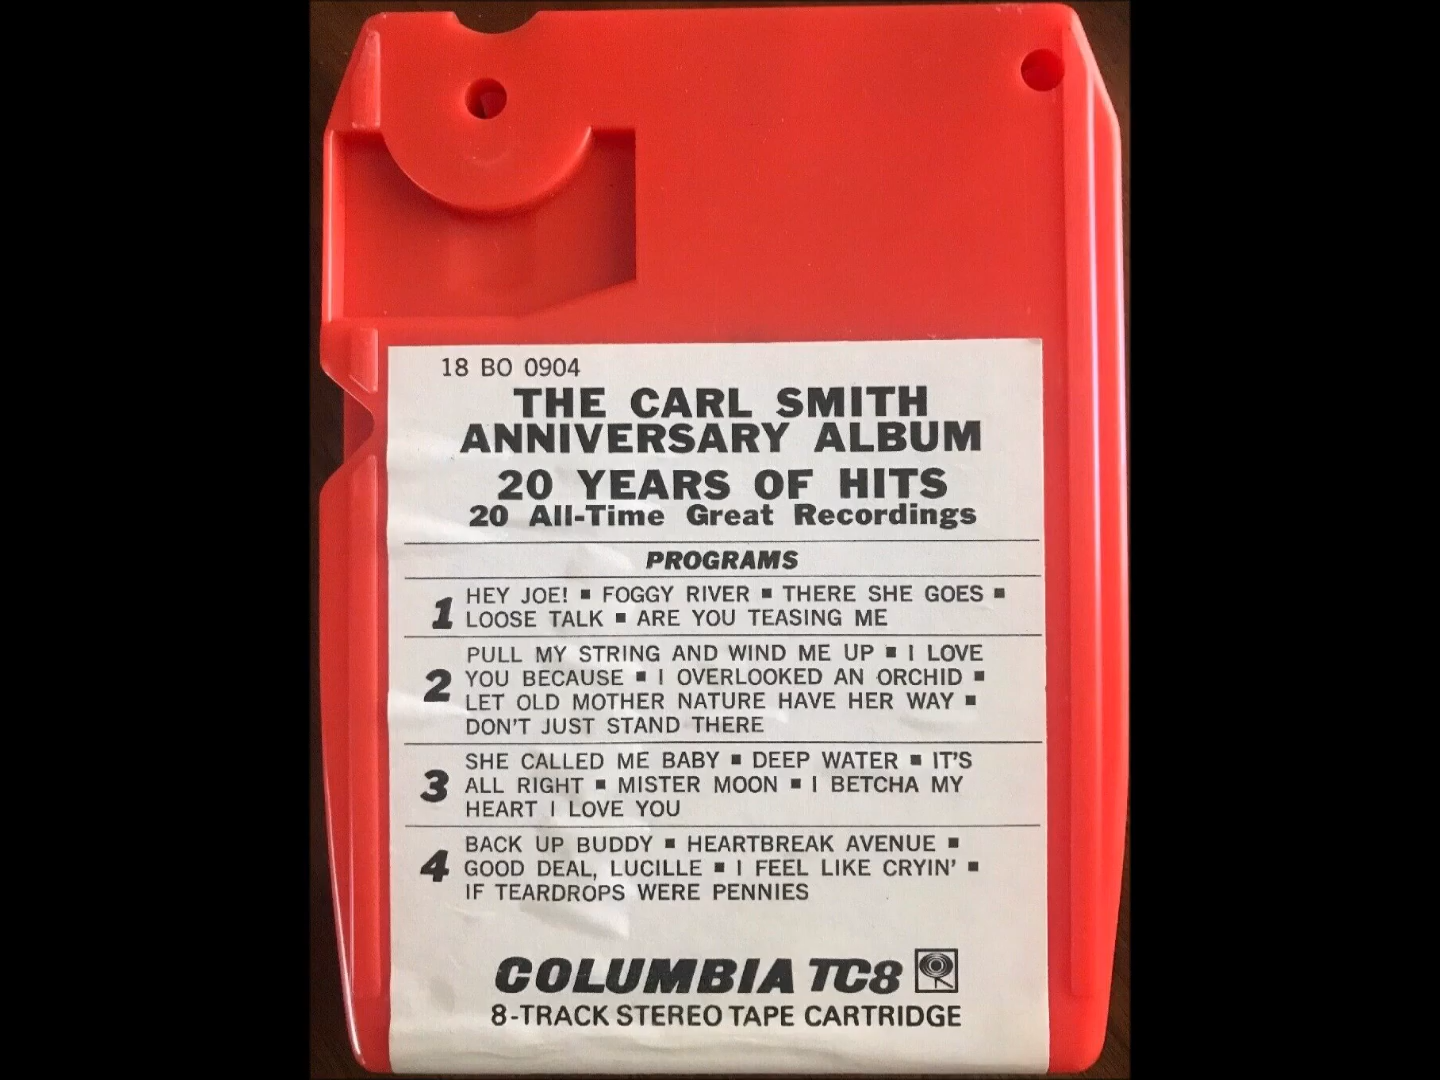 18 BO 0904
THE CARL SMITH
ANNIVERSARY ALBUM
20 YEARS OF HITS
20 All-Time Great Recordings
PROGRAMS
1 HEY JOE! ▪ FOGGY RIVER ▪ THERE SHE GOES ▪
LOOSE TALK ▪ ARE YOU TEASING ME
PULL MY STRING AND WIND ME UP ▪ I LOVE
2 YOU BECAUSE ▪ I OVERLOOKED AN ORCHID ▪
LET OLD MOTHER NATURE HAVE HER WAY ▪
DON'T JUST STAND THERE
SHE CALLED ME BABY ▪ DEEP WATER ▪ IT'S
3 ALL RIGHT ▪ MISTER MOON ▪ I BETCHA MY
HEART I LOVE YOU
BACK UP BUDDY ▪ HEARTBREAK AVENUE ▪
4 GOOD DEAL, LUCILLE ▪ I FEEL LIKE CRYIN' ▪
IF TEARDROPS WERE PENNIES
COLUMBIA TC8
8-TRACK STEREO TAPE CARTRIDGE